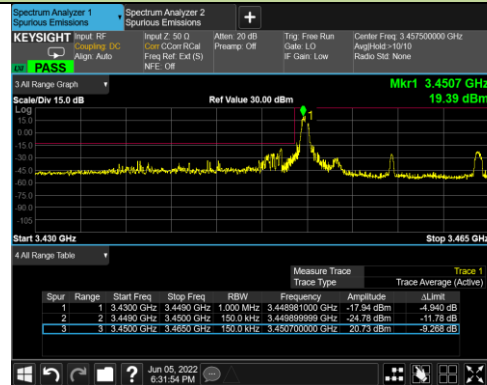 Spectrum Analyzer 1
Spurious Emissions
Spectrum Analyzer 2
Spurious Emissions
+
KEYSIGHT
Input: RF
Coupling: DC
Align: Auto
Input Z: 50 Ω
Corr CCorr RCal
Freq Ref: Ext (S)
NFE: Off
Atten: 20 dB
Preamp: Off
Trig: Free Run
Gate: LO
IF Gain: Low
Center Freq: 3.457500000 GHz
Avg|Hold:>10/10
Radio Std: None
PASS
3 All Range Graph
Mkr1 3.4507 GHz
Scale/Div 15.0 dB
Ref Value 30.00 dBm
19.39 dBm
Log
15.0
0.00
-15.0
-30.0
-45.0
-60.0
-75.0
-90.0
-105
1
Start 3.430 GHz
Stop 3.465 GHz
4 All Range Table
Measure Trace Trace 1
Trace Type Trace Average (Active)
Spur Range Start Freq Stop Freq RBW Frequency Amplitude ΔLimit
1 1 3.4300 GHz 3.4490 GHz 1.000 MHz 3.448981000 GHz -17.94 dBm -4.940 dB
2 2 3.4490 GHz 3.4500 GHz 150.0 kHz 3.449899999 GHz -24.78 dBm -11.78 dB
3 3 3.4500 GHz 3.4650 GHz 150.0 kHz 3.450700000 GHz 20.73 dBm -9.268 dB
?
Jun 05, 2022
6:31:54 PM